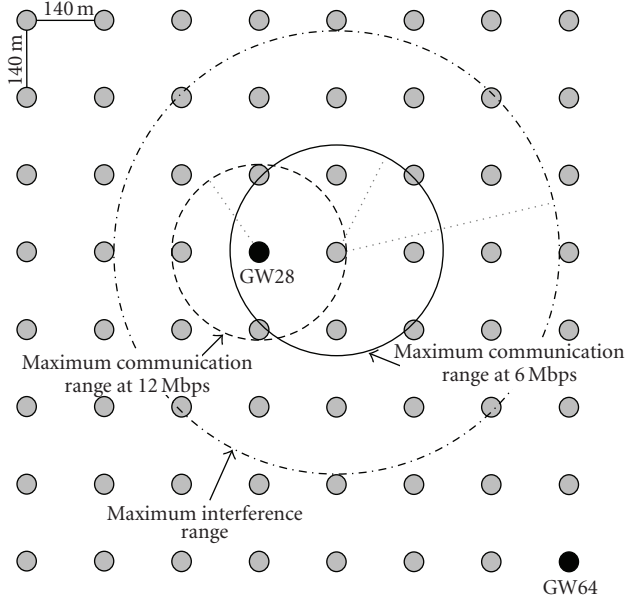 140 m
140 m
GW28
Maximum communication
range at 12 Mbps
Maximum communication
range at 6 Mbps
Maximum interference
range
GW64